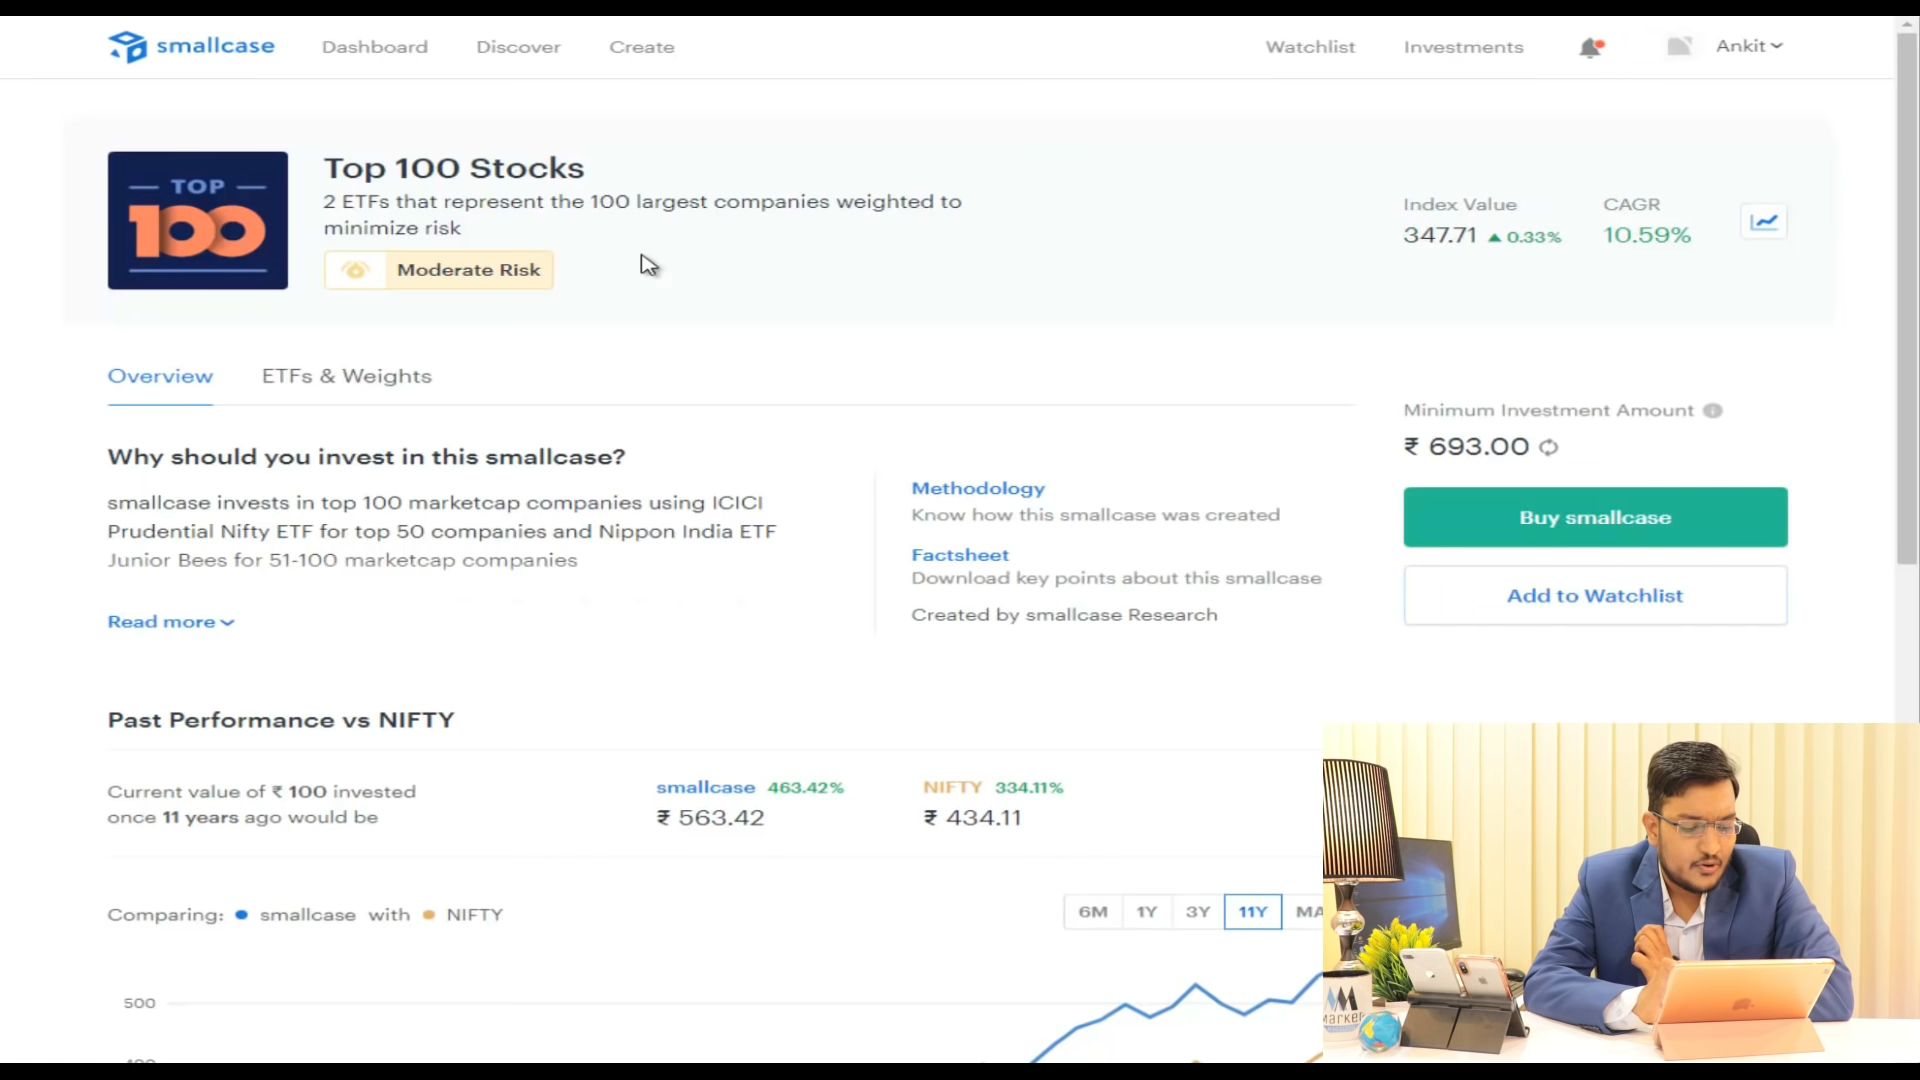 smallcase
Dashboard
Discover
Create
Watchlist
Investments
Ankit
TOP
100
Top 100 Stocks
2 ETFs that represent the 100 largest companies weighted to
minimize risk
Moderate Risk
Index Value
347.71 ▲ 0.33%
CAGR
10.59%
Overview
ETFs & Weights
Why should you invest in this smallcase?
smallcase invests in top 100 marketcap companies using ICICI
Prudential Nifty ETF for top 50 companies and Nippon India ETF
Junior Bees for 51-100 marketcap companies
Read more
Methodology
Know how this smallcase was created
Factsheet
Download key points about this smallcase
Created by smallcase Research
Minimum Investment Amount
₹ 693.00
Buy smallcase
Add to Watchlist
Past Performance vs NIFTY
Current value of ₹ 100 invested
once 11 years ago would be
smallcase 463.42%
₹ 563.42
NIFTY 334.11%
₹ 434.11
Comparing: smallcase with NIFTY
6M
1Y
3Y
11Y
500